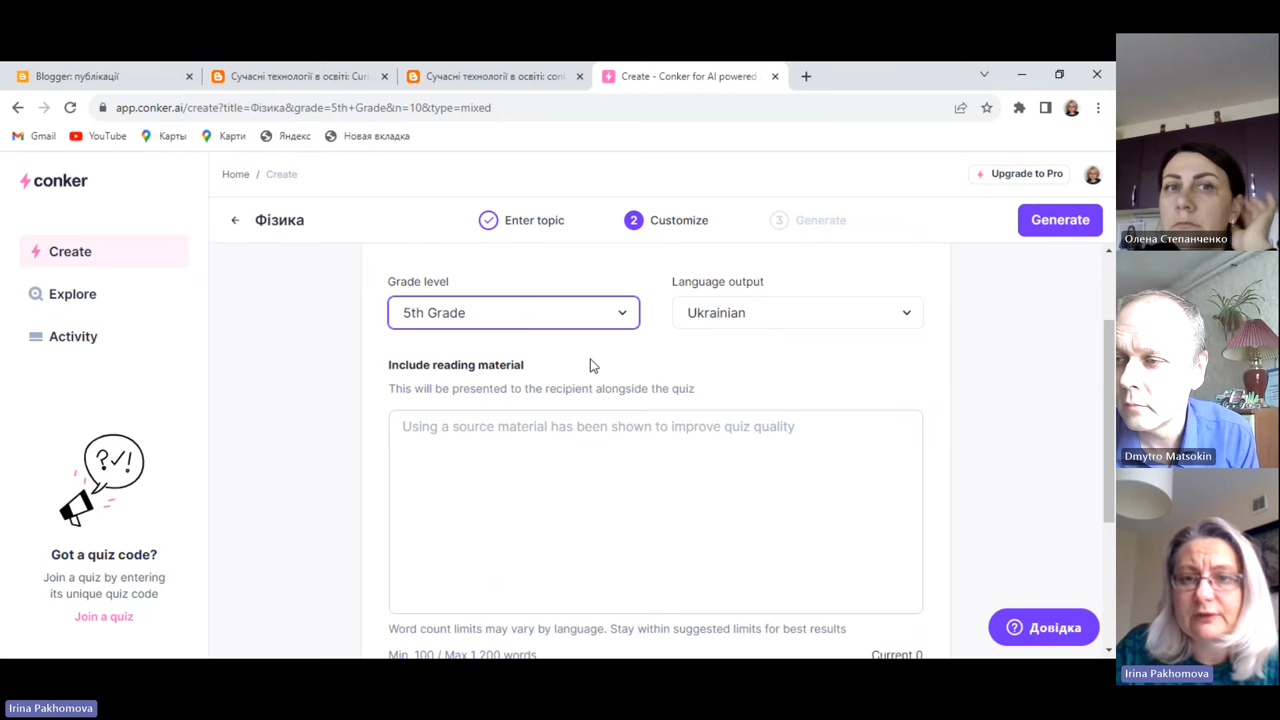 Blogger: публікації
Сучасні технології в освіті: Curi
Сучасні технології в освіті: conl
Create - Conker for AI powered
app.conker.ai/create?title=Фізика&grade=5th+Grade&n=10&type=mixed
Gmail
YouTube
Карты
Карти
Яндекс
Новая вкладка
conker
Home / Create
Upgrade to Pro
Фізика
Enter topic
2 Customize
3 Generate
Generate
Create
Explore
Activity
Got a quiz code?
Join a quiz by entering
its unique quiz code
Join a quiz
Grade level
Language output
5th Grade
Ukrainian
Include reading material
This will be presented to the recipient alongside the quiz
Using a source material has been shown to improve quiz quality
Word count limits may vary by language. Stay within suggested limits for best results
Min. 100 / Max 1,200 words
Current 0
Довідка
Олена Степанченко
Dmytro Matsokin
Irina Pakhomova
Irina Pakhomova